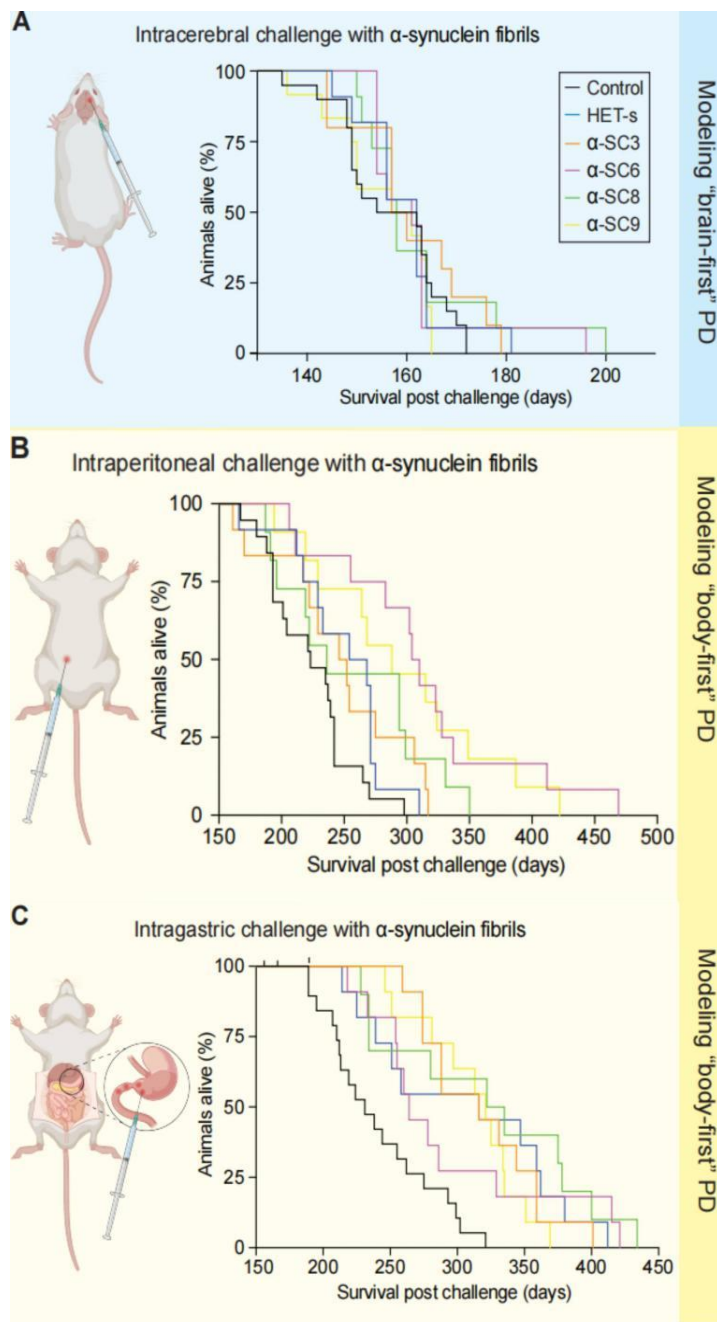 A
Intracerebral challenge with α-synuclein fibrils
Animals alive (%)
100
75
50
25
0
140
160
180
200
Survival post challenge (days)
Control
HET-s
α-SC3
α-SC6
α-SC8
α-SC9
Modeling "brain-first" PD
B
Intraperitoneal challenge with α-synuclein fibrils
Animals alive (%)
100
75
50
25
0
150
200
250
300
350
400
450
500
Survival post challenge (days)
Modeling "body-first" PD
C
Intragastric challenge with α-synuclein fibrils
Animals alive (%)
100
75
50
25
0
150
200
250
300
350
400
450
Survival post challenge (days)
Modeling "body-first" PD